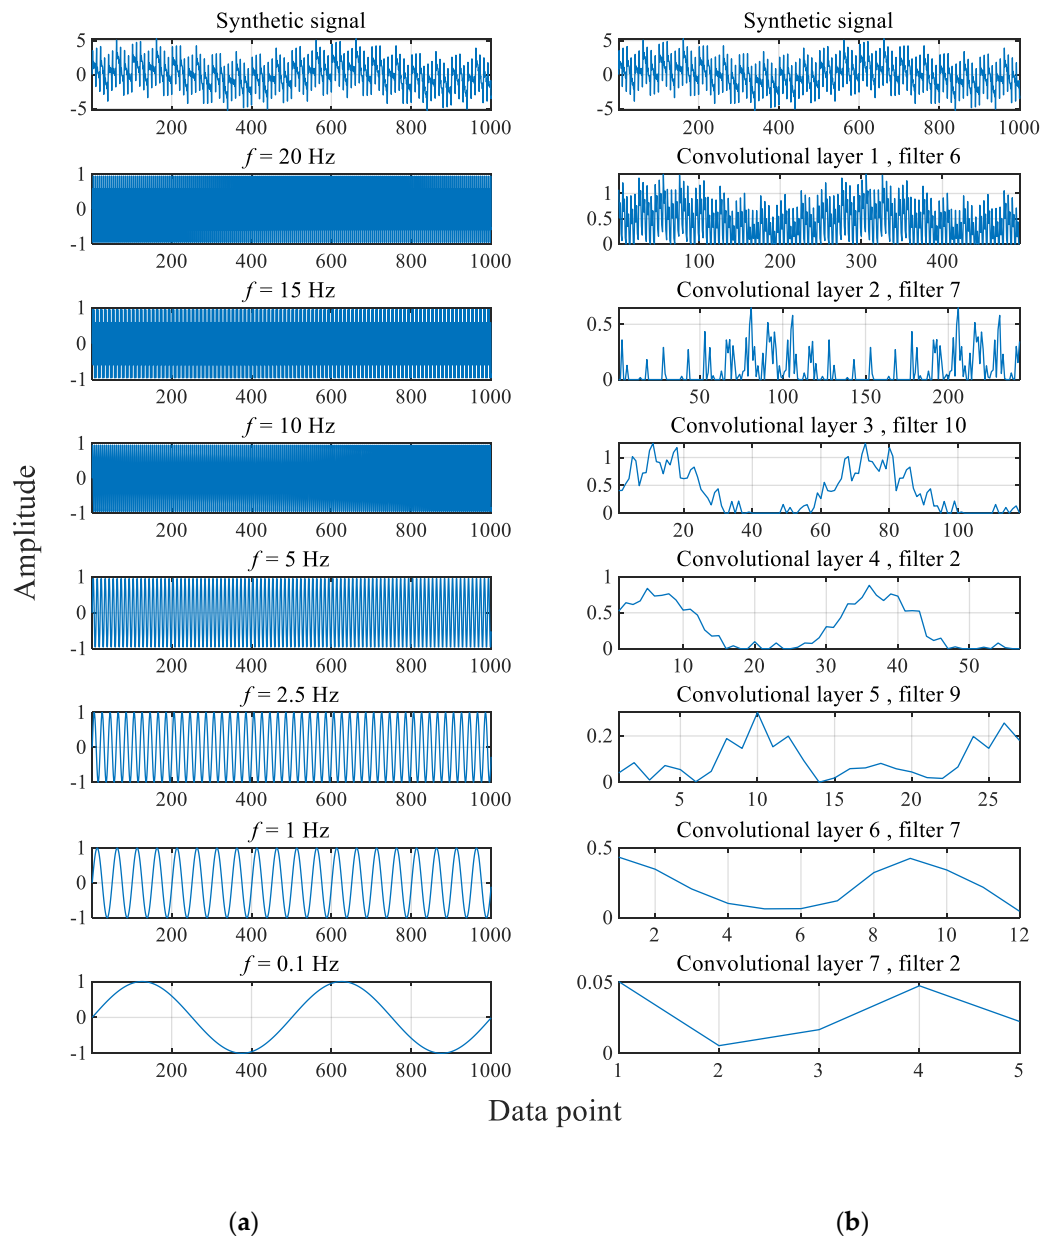 Synthetic signal
5
0
-5
200 400 600 800 1000
f = 20 Hz
1
0
-1
200 400 600 800 1000
f = 15 Hz
1
0
-1
200 400 600 800 1000
f = 10 Hz
1
0
-1
200 400 600 800 1000
f = 5 Hz
1
0
-1
200 400 600 800 1000
f = 2.5 Hz
1
0
-1
200 400 600 800 1000
f = 1 Hz
1
0
-1
200 400 600 800 1000
f = 0.1 Hz
1
0
-1
200 400 600 800 1000
Amplitude
Synthetic signal
5
0
-5
200 400 600 800 1000
Convolutional layer 1 , filter 6
1
0.5
0
100 200 300 400
Convolutional layer 2 , filter 7
0.5
0
50 100 150 200
Convolutional layer 3 , filter 10
1
0.5
0
20 40 60 80 100
Convolutional layer 4 , filter 2
1
0.5
0
10 20 30 40 50
Convolutional layer 5 , filter 9
0.2
0
5 10 15 20 25
Convolutional layer 6 , filter 7
0.5
0
2 4 6 8 10 12
Convolutional layer 7 , filter 2
0.05
0
1 2 3 4 5
Data point
(a) (b)